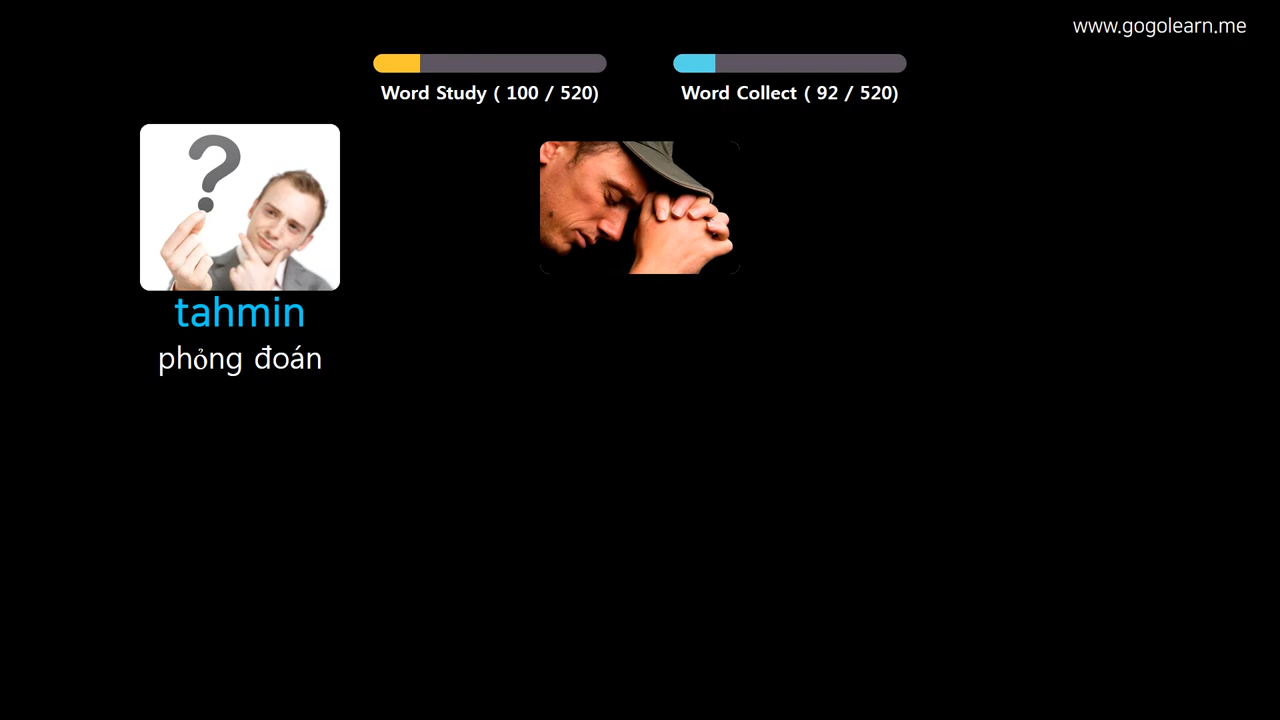 www.gogolearn.me
Word Study ( 100 / 520)
Word Collect ( 92 / 520)
?
tahmin
phỏng đoán